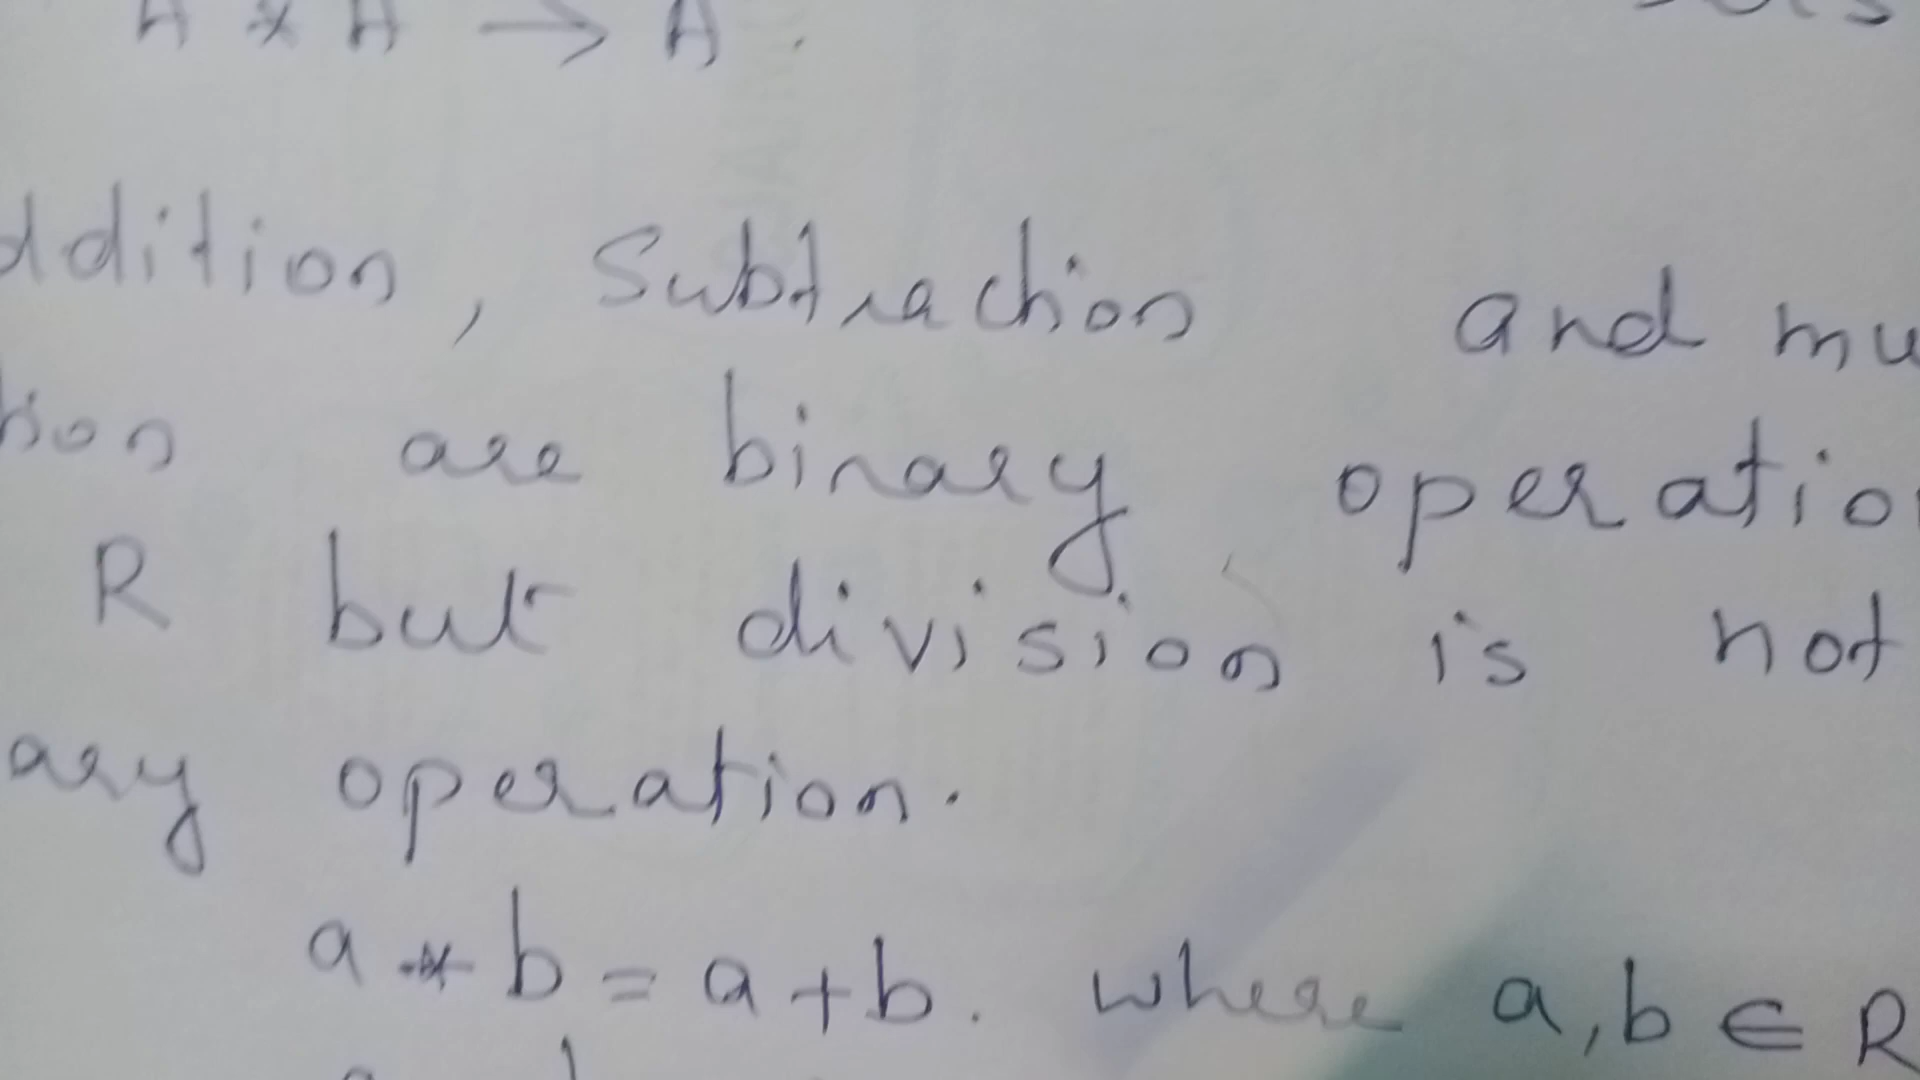 A * A → A.
ddition, Subtraction and mu
tion are binary operatio
R but division is not
ary operation.
a * b = a + b. where a, b ∈ R